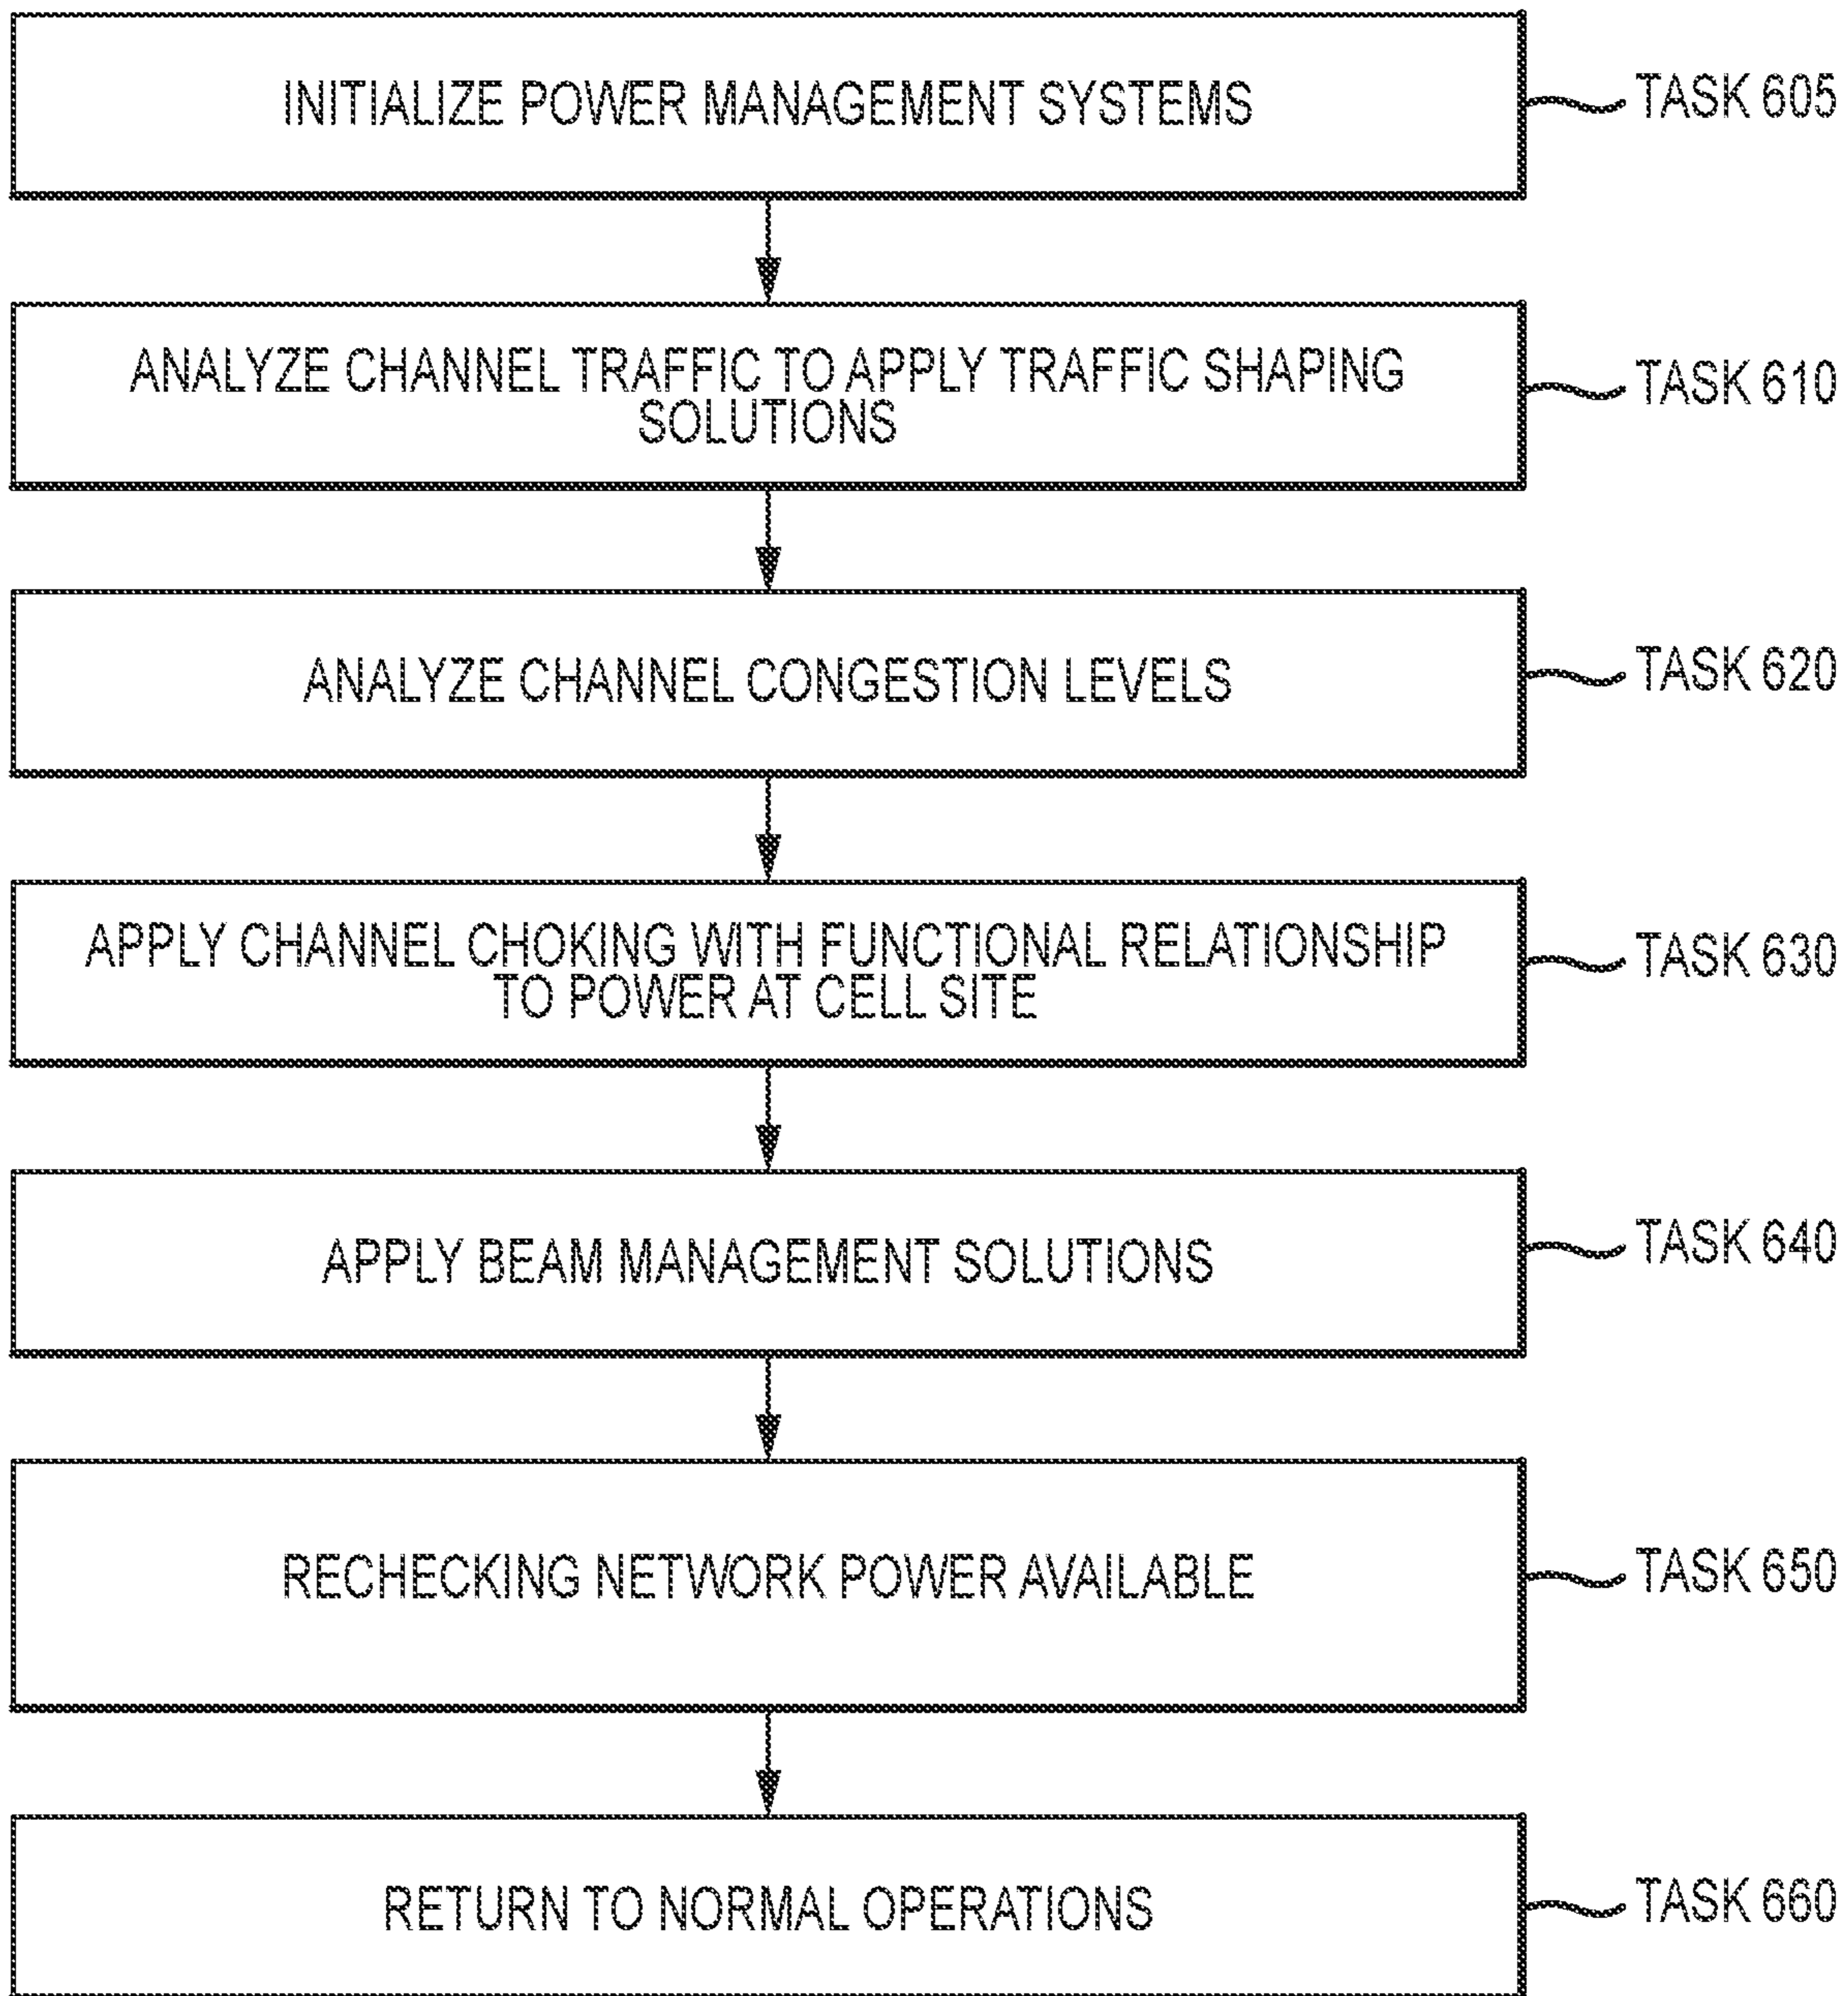 INITIALIZE POWER MANAGEMENT SYSTEMS
TASK 605
ANALYZE CHANNEL TRAFFIC TO APPLY TRAFFIC SHAPING
SOLUTIONS
TASK 610
ANALYZE CHANNEL CONGESTION LEVELS
TASK 620
APPLY CHANNEL CHOKING WITH FUNCTIONAL RELATIONSHIP
TO POWER AT CELL SITE
TASK 630
APPLY BEAM MANAGEMENT SOLUTIONS
TASK 640
RECHECKING NETWORK POWER AVAILABLE
TASK 650
RETURN TO NORMAL OPERATIONS
TASK 660